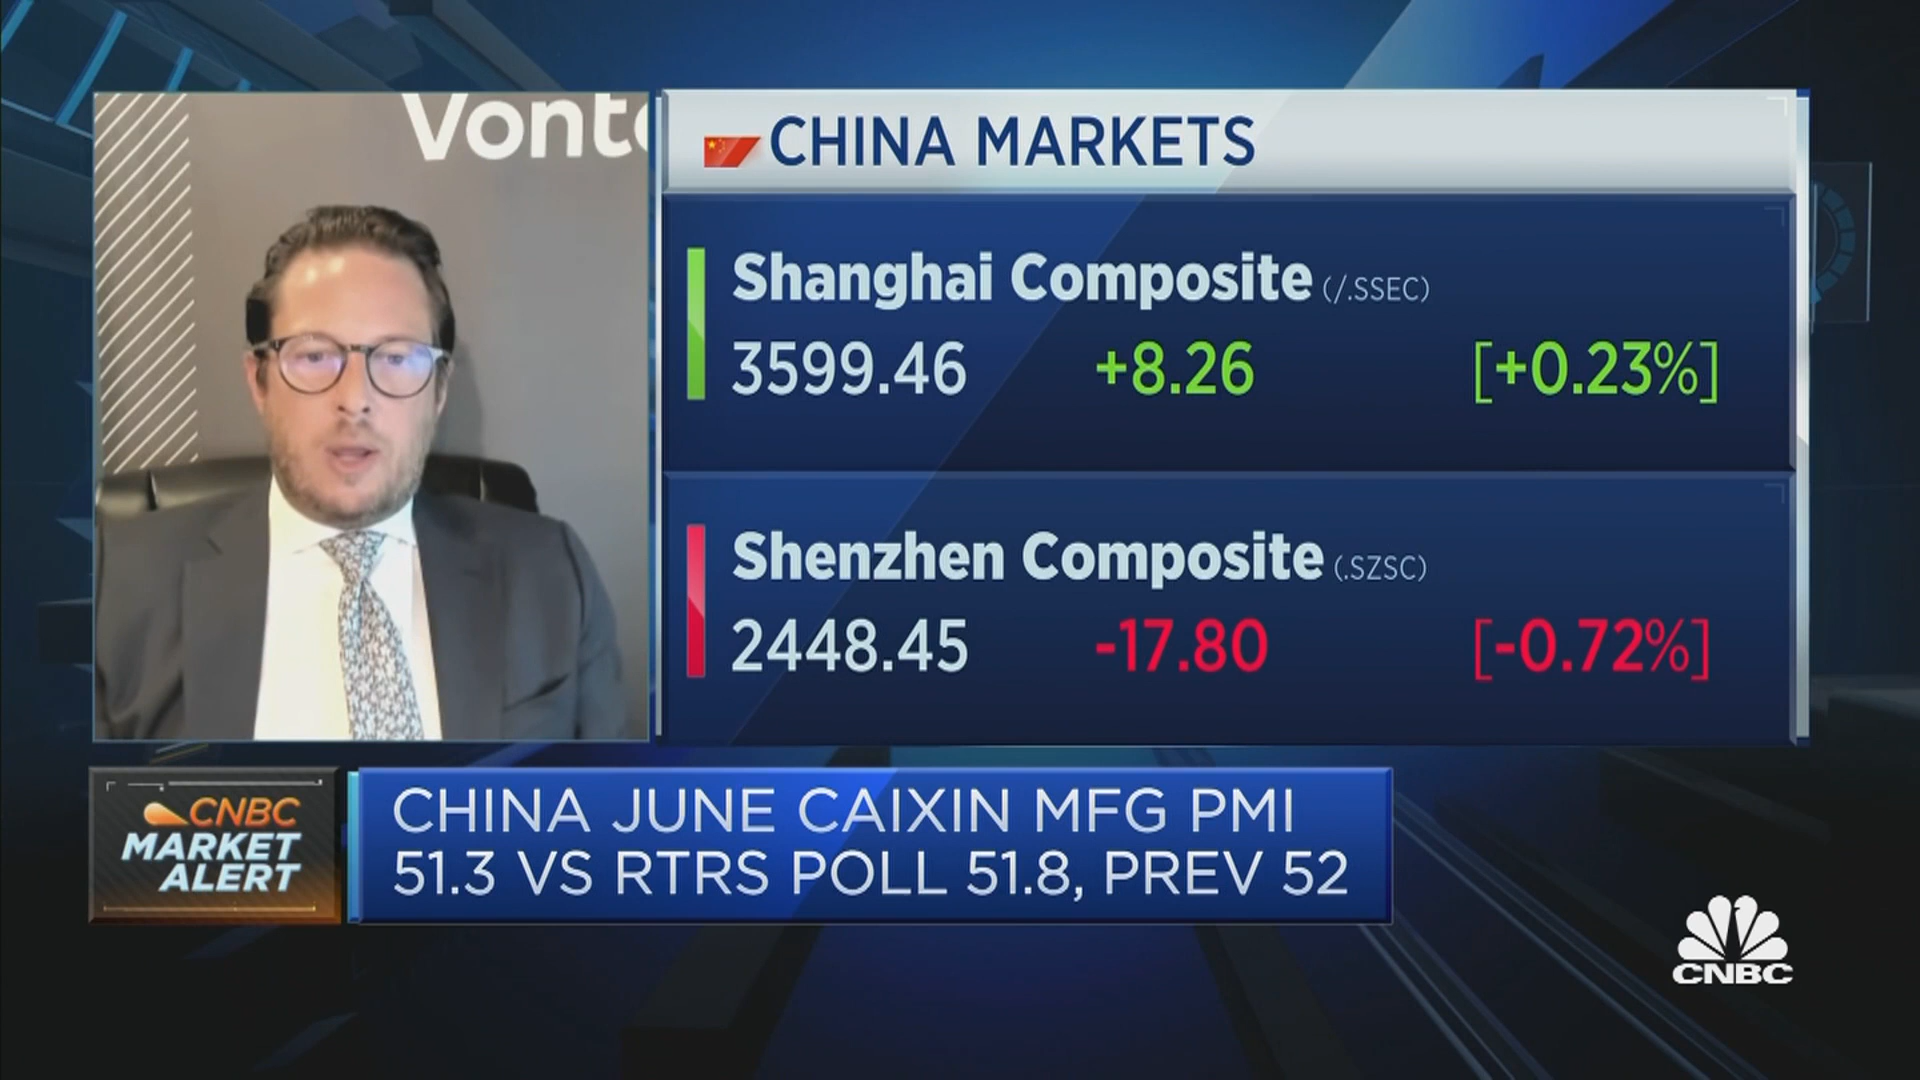 Vont
CHINA MARKETS
Shanghai Composite (/.SSEC)
3599.46 +8.26 [+0.23%]
Shenzhen Composite (.SZSC)
2448.45 -17.80 [-0.72%]
CNBC
MARKET
ALERT
CHINA JUNE CAIXIN MFG PMI
51.3 VS RTRS POLL 51.8, PREV 52
CNBC